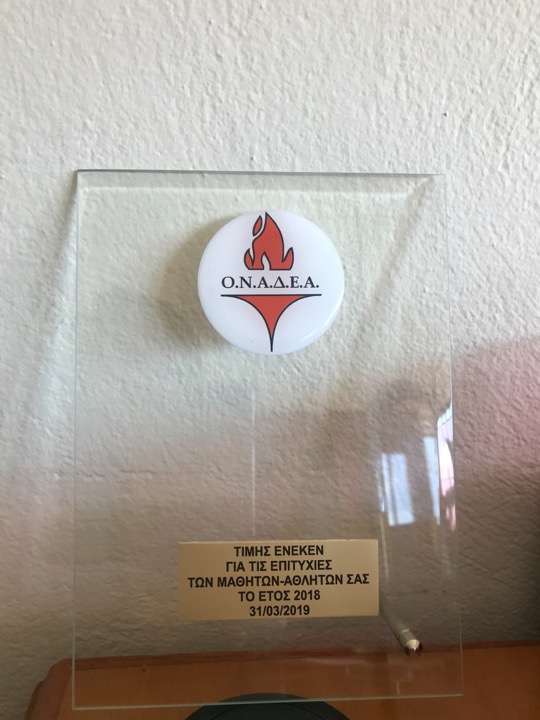 Ο.Ν.Α.Δ.Ε.Α.
ΤΙΜΗΣ ΕΝΕΚΕΝ
ΓΙΑ ΤΙΣ ΕΠΙΤΥΧΙΕΣ
ΤΩΝ ΜΑΘΗΤΩΝ-ΑΘΛΗΤΩΝ ΣΑΣ
ΤΟ ΕΤΟΣ 2018
31/03/2019